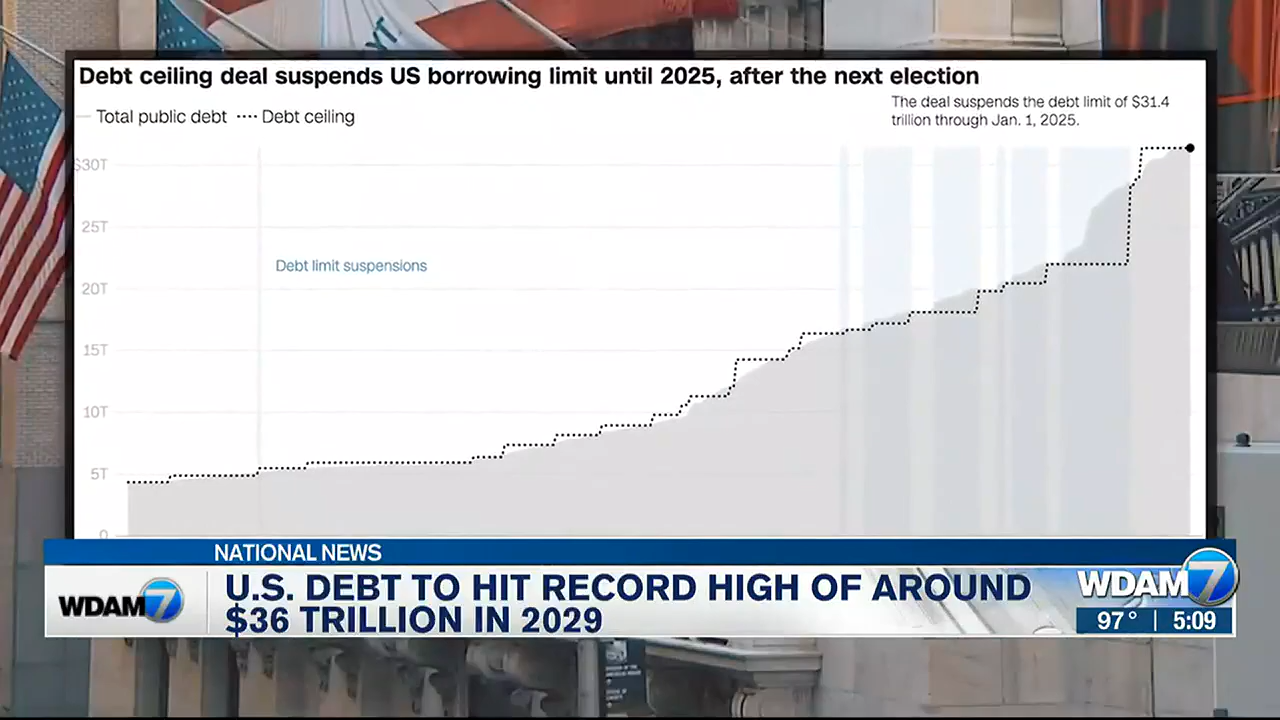 Debt ceiling deal suspends US borrowing limit until 2025, after the next election
Total public debt
Debt ceiling
The deal suspends the debt limit of $31.4
trillion through Jan. 1, 2025.
$30T
25T
Debt limit suspensions
20T
15T
10T
5T
0
NATIONAL NEWS
WDAM7
U.S. DEBT TO HIT RECORD HIGH OF AROUND
$36 TRILLION IN 2029
WDAM7
97° | 5:09